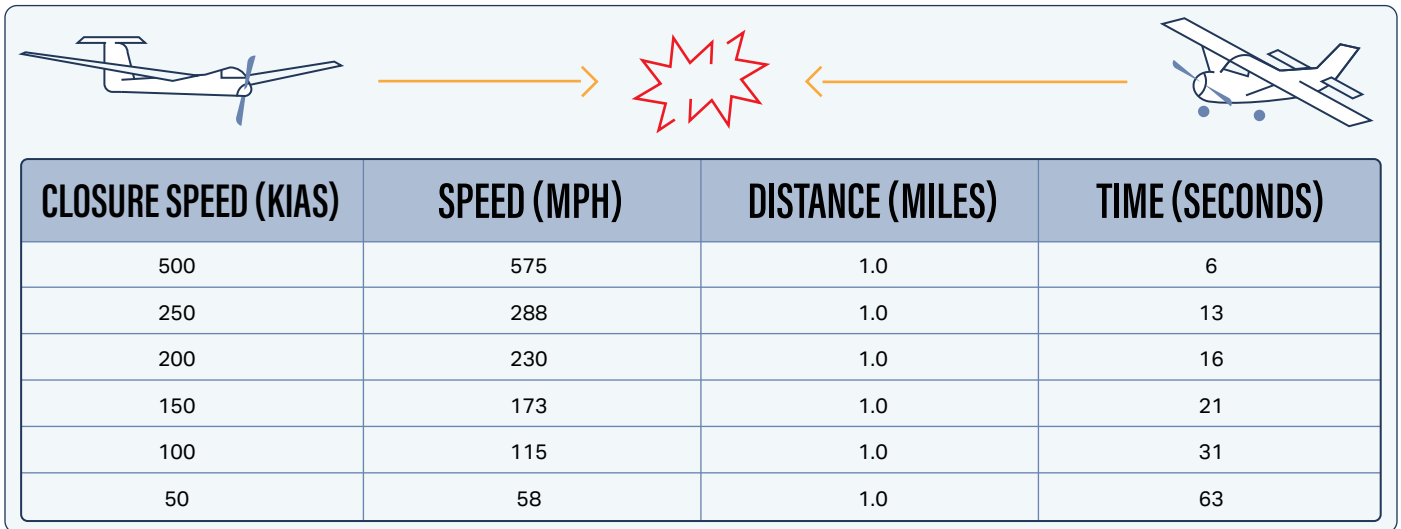 CLOSURE SPEED (KIAS) SPEED (MPH) DISTANCE (MILES) TIME (SECONDS)
500 575 1.0 6
250 288 1.0 13
200 230 1.0 16
150 173 1.0 21
100 115 1.0 31
50 58 1.0 63